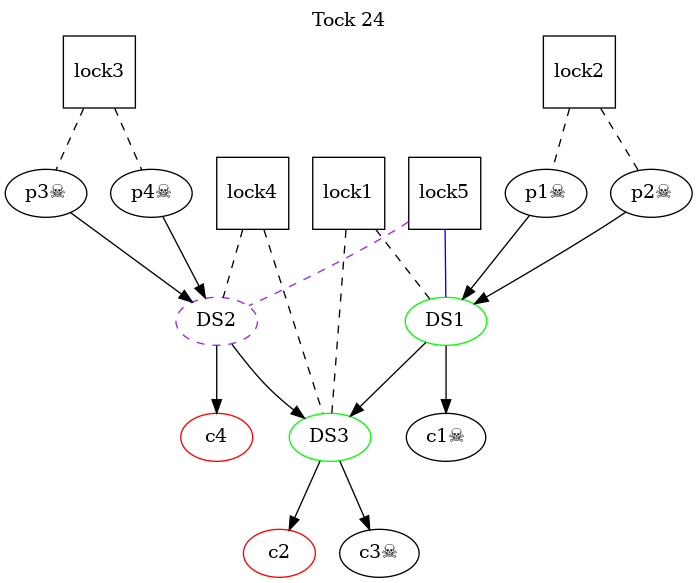 Tock 24
lock3
lock2
p3☠
p4☠
lock4
lock1
lock5
p1☠
p2☠
DS2
DS1
c4
DS3
c1☠
c2
c3☠